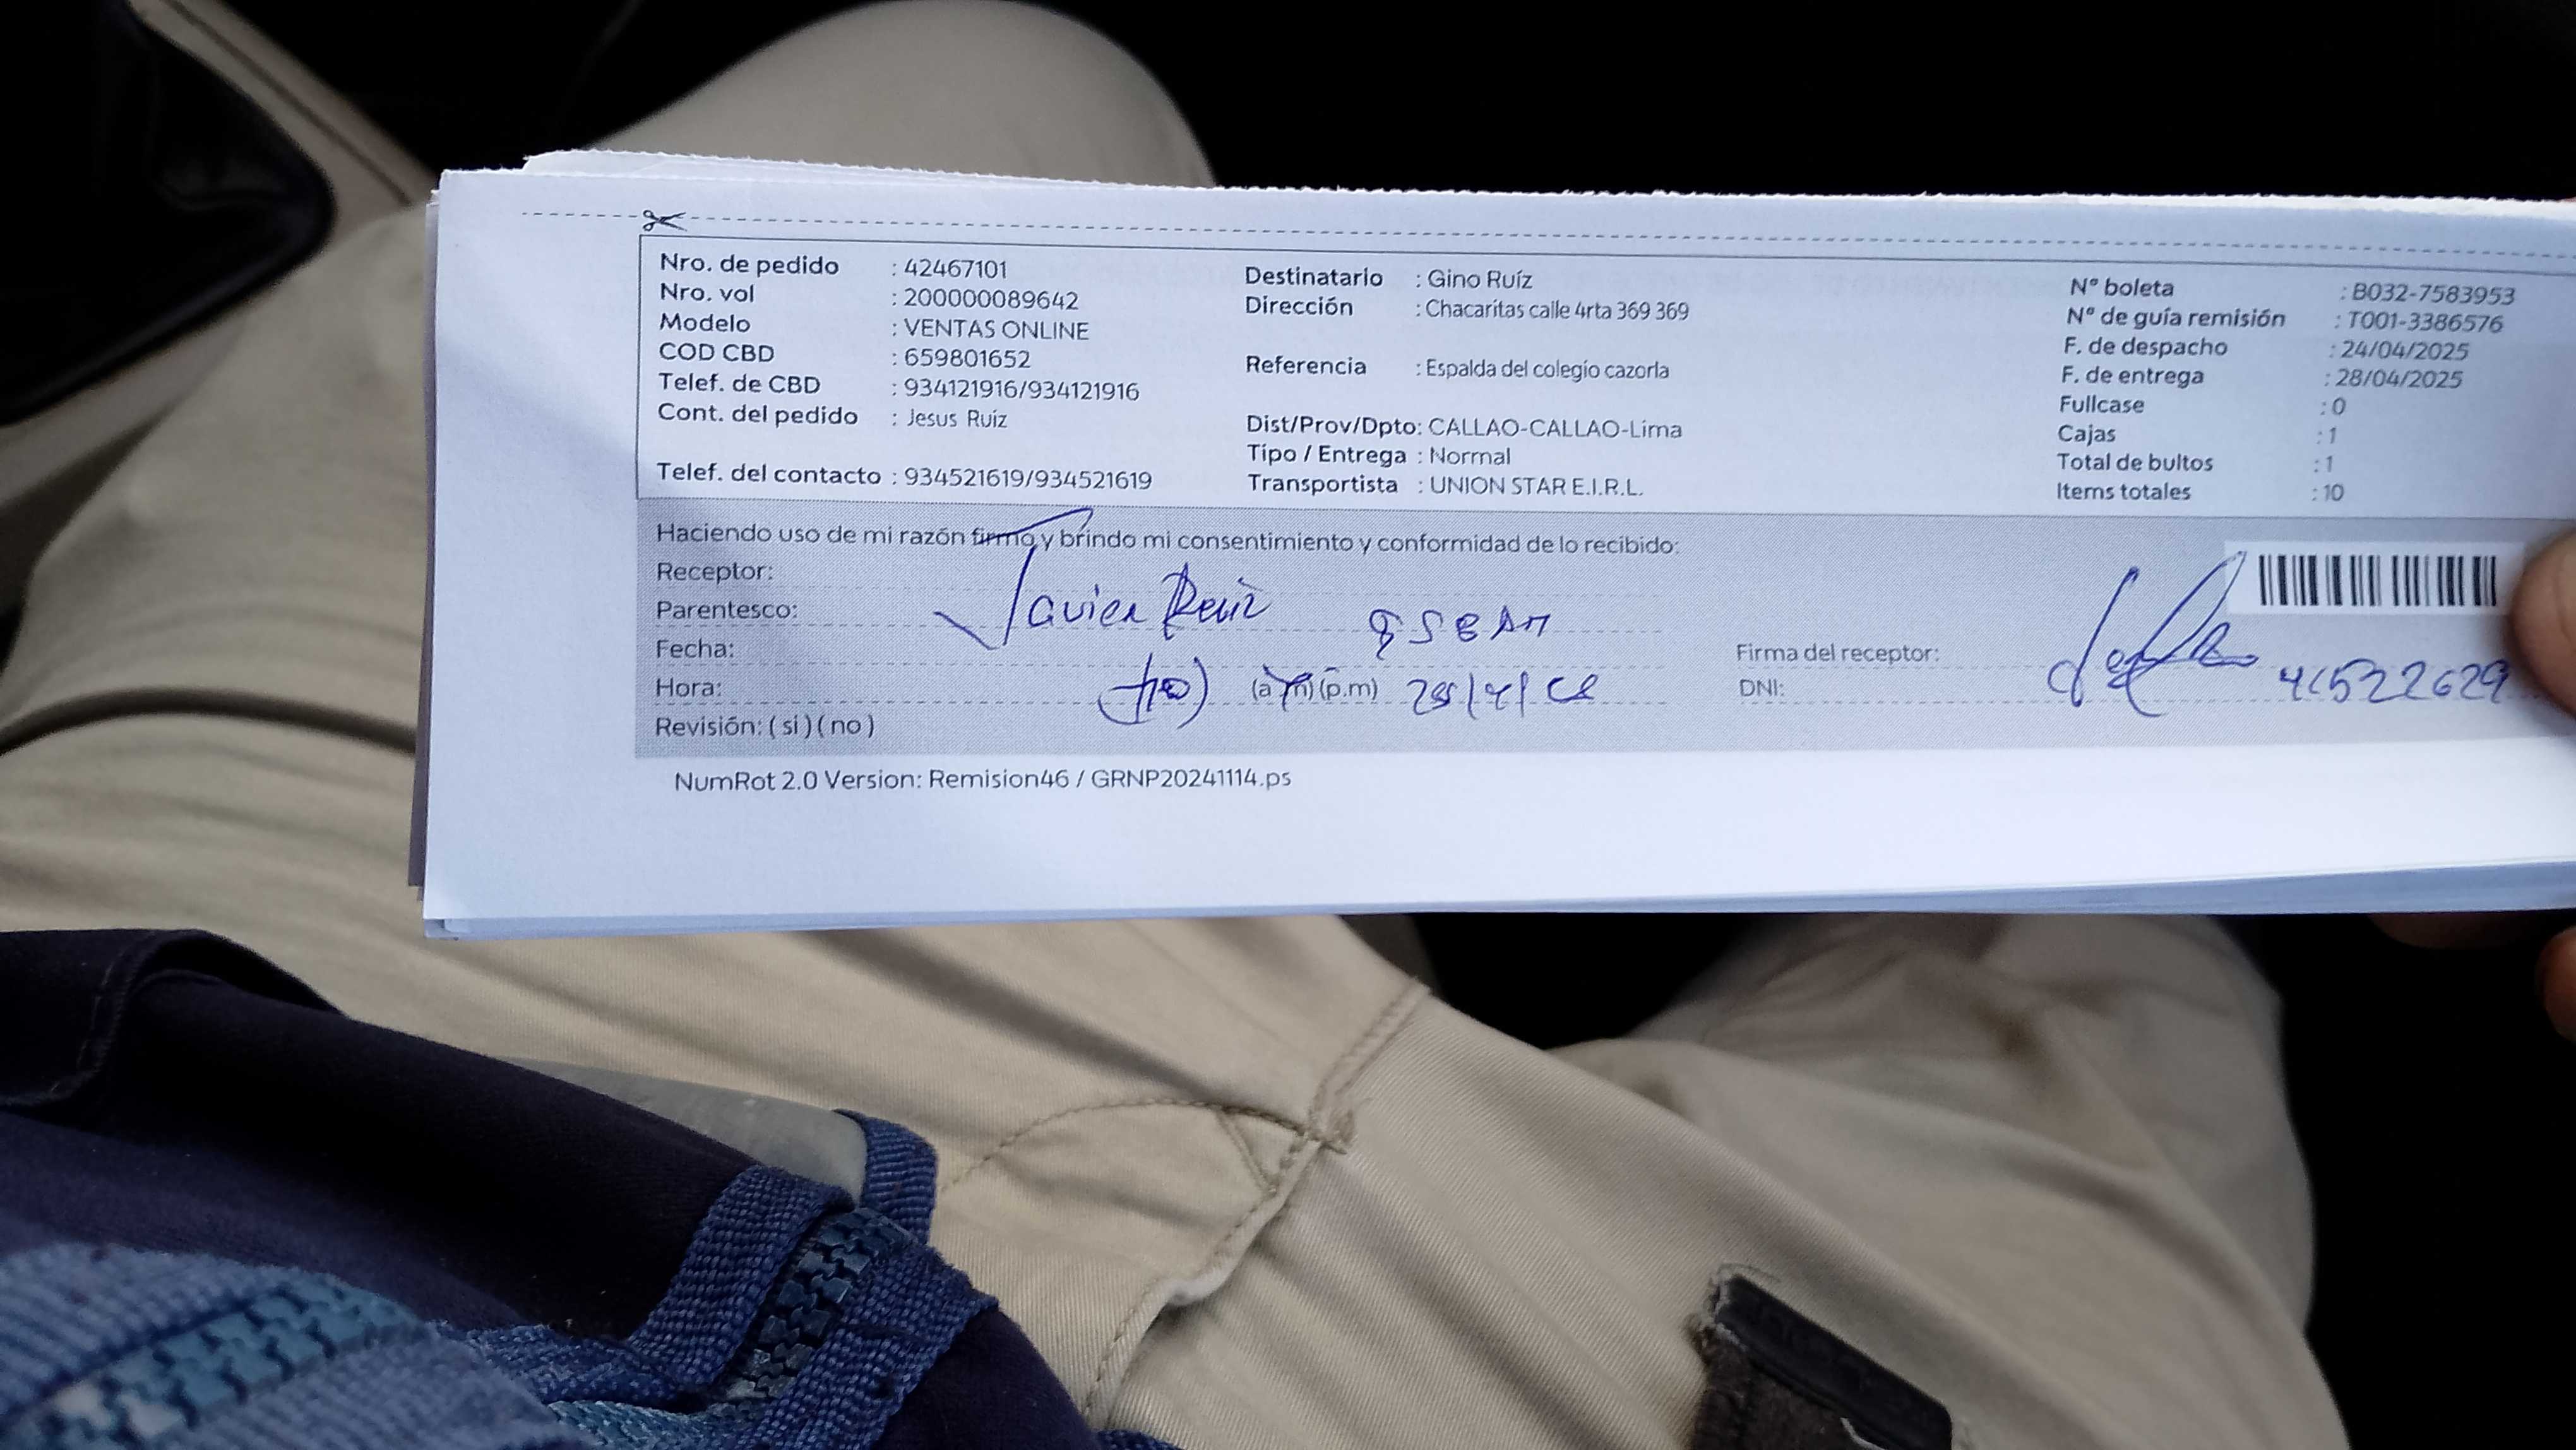 Nro. de pedido : 42467101
Nro. vol : 200000089642
Modelo : VENTAS ONLINE
COD CBD : 659801652
Telef. de CBD : 934121916/934121916
Cont. del pedido : Jesus Ruiz
Telef. del contacto : 934521619/934521619
Destinatario : Gino Ruíz
Dirección : Chacaritas calle 4rta 369 369
Referencia : Espalda del colegio cazorla
Dist/Prov/Dpto: CALLAO-CALLAO-Lima
Tipo / Entrega : Normal
Transportista : UNION STAR E.I.R.L.
N° boleta : B032-7583953
N° de guía remisión : T001-3386576
F. de despacho : 24/04/2025
F. de entrega : 28/04/2025
Fullcase : 0
Cajas : 1
Total de bultos : 1
Items totales : 10
Haciendo uso de mi razón firmo y brindo mi consentimiento y conformidad de lo recibido:
Receptor:
Parentesco: Javier Ruiz
Fecha:
Hora: (a.m) (p.m)
Revisión: ( si ) ( no )
Firma del receptor:
DNI:
NumRot 2.0 Version: Remision46 / GRNP20241114.ps